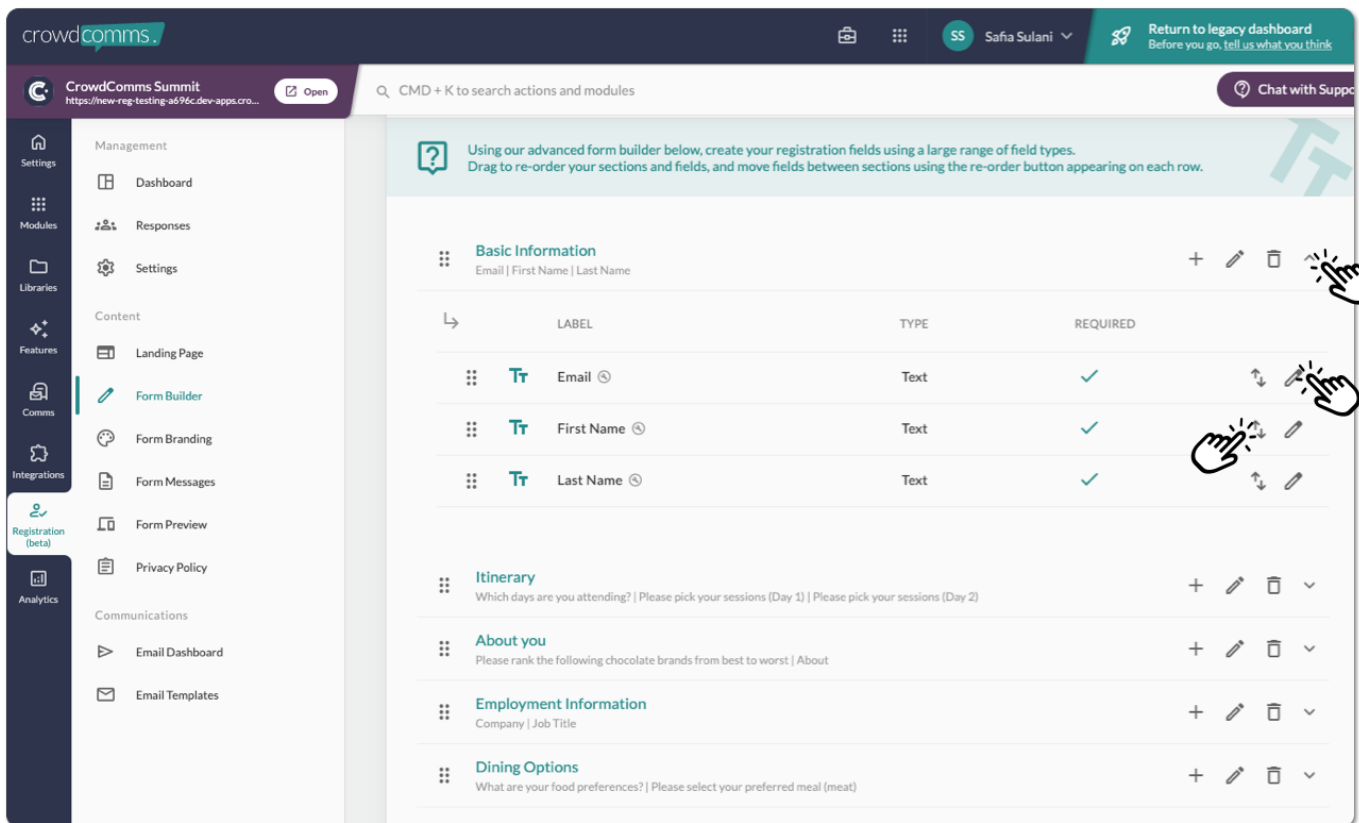 crowdcomms.
SS
Safia Sulani
Return to legacy dashboard
Before you go, tell us what you think
CrowdComms Summit
https://new-reg-testing-a696c.dev-apps.cro...
Open
CMD + K to search actions and modules
Chat with Suppo
Settings
Modules
Libraries
Features
Comms
Integrations
Registration
(beta)
Analytics
Management
Dashboard
Responses
Settings
Content
Landing Page
Form Builder
Form Branding
Form Messages
Form Preview
Privacy Policy
Communications
Email Dashboard
Email Templates
Using our advanced form builder below, create your registration fields using a large range of field types.
Drag to re-order your sections and fields, and move fields between sections using the re-order button appearing on each row.
Basic Information
Email | First Name | Last Name
LABEL TYPE REQUIRED
Email Text
First Name Text
Last Name Text
Itinerary
Which days are you attending? | Please pick your sessions (Day 1) | Please pick your sessions (Day 2)
About you
Please rank the following chocolate brands from best to worst | About
Employment Information
Company | Job Title
Dining Options
What are your food preferences? | Please select your preferred meal (meat)